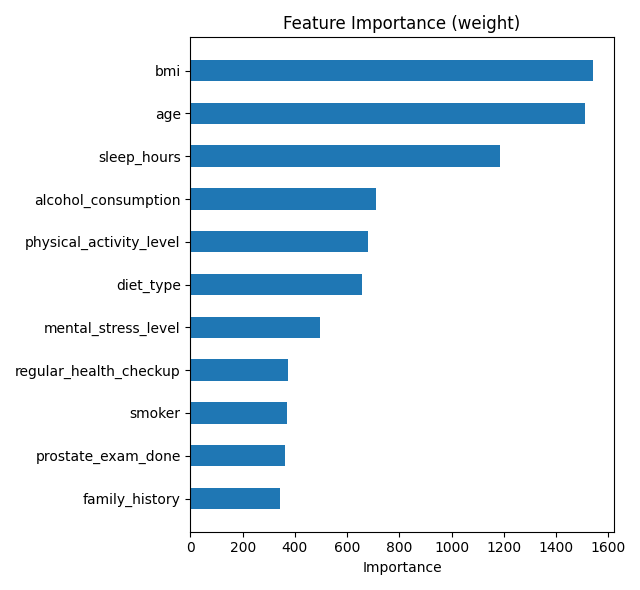 Feature Importance (weight)
bmi
age
sleep_hours
alcohol_consumption
physical_activity_level
diet_type
mental_stress_level
regular_health_checkup
smoker
prostate_exam_done
family_history
0 200 400 600 800 1000 1200 1400 1600
Importance